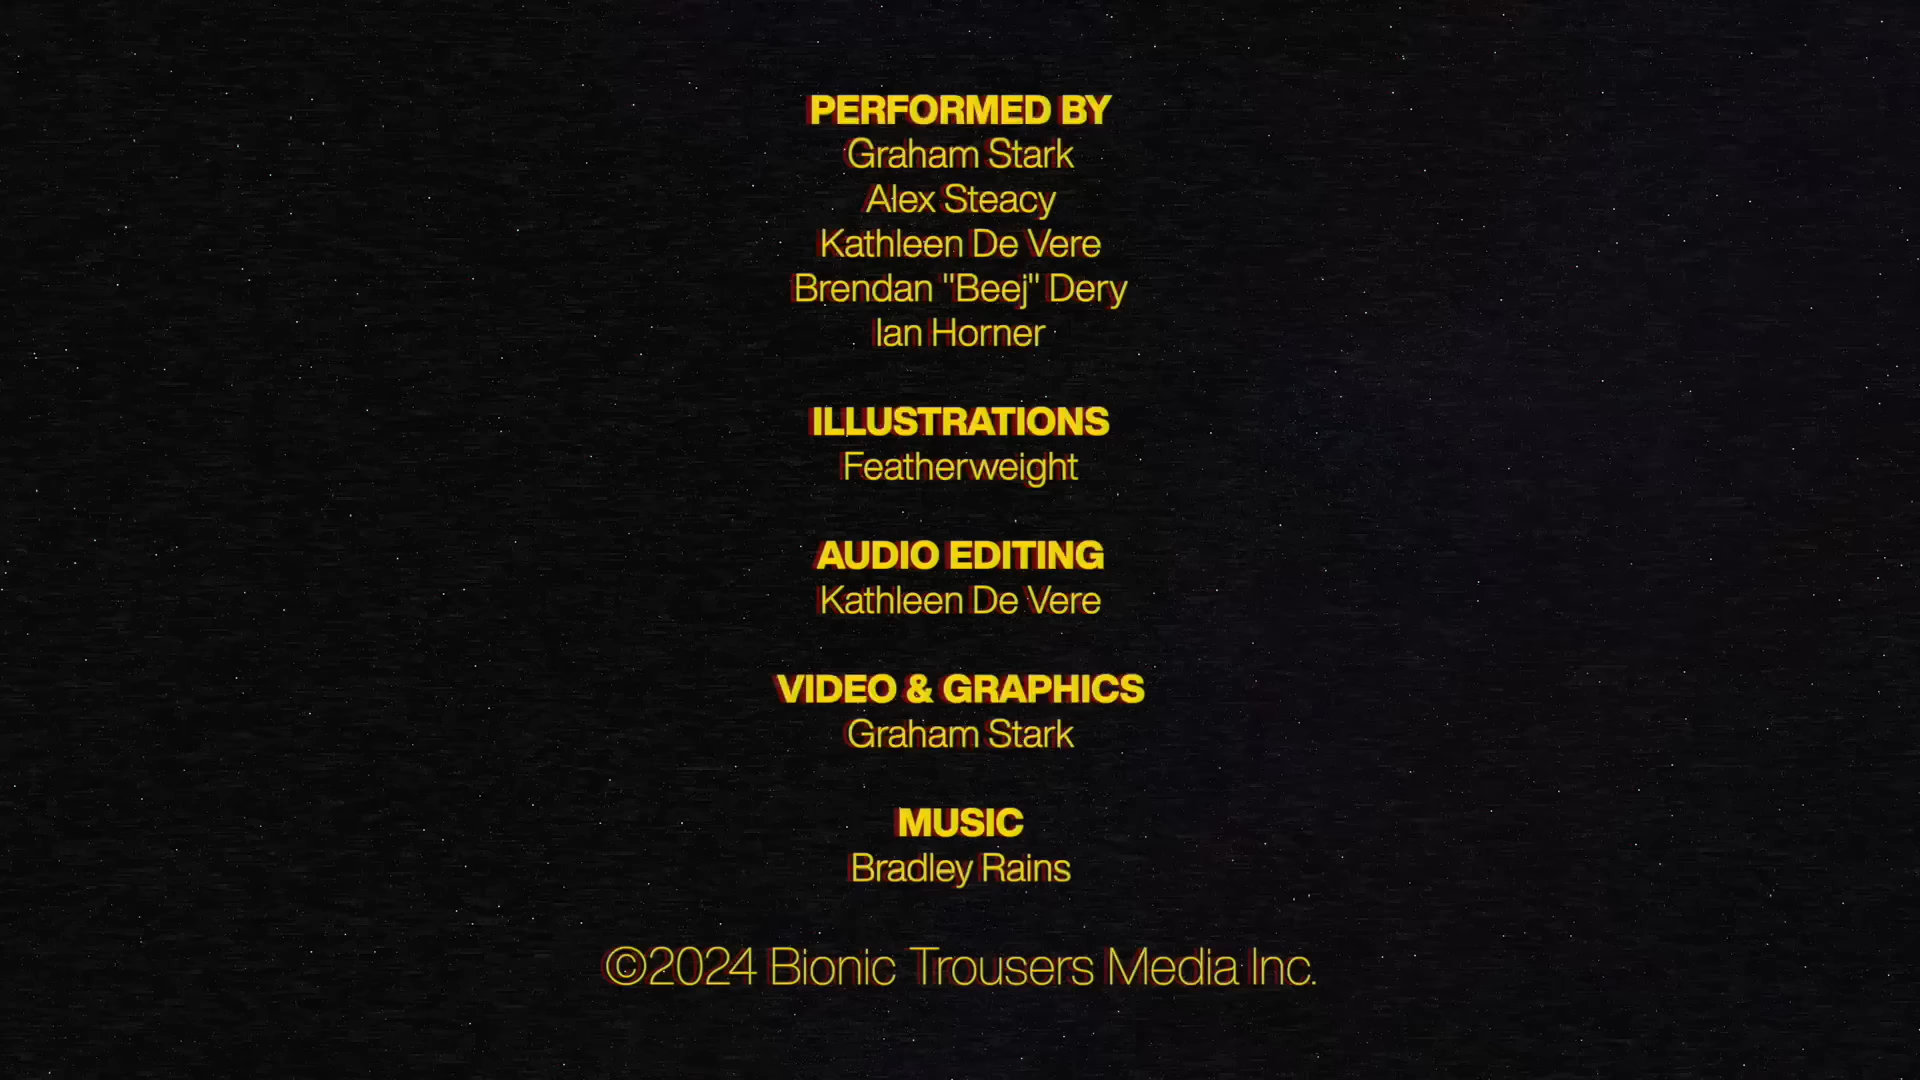 PERFORMED BY
Graham Stark
Alex Steacy
Kathleen De Vere
Brendan "Beej" Dery
Ian Horner
ILLUSTRATIONS
Featherweight
AUDIO EDITING
Kathleen De Vere
VIDEO & GRAPHICS
Graham Stark
MUSIC
Bradley Rains
©2024 Bionic Trousers Media Inc.